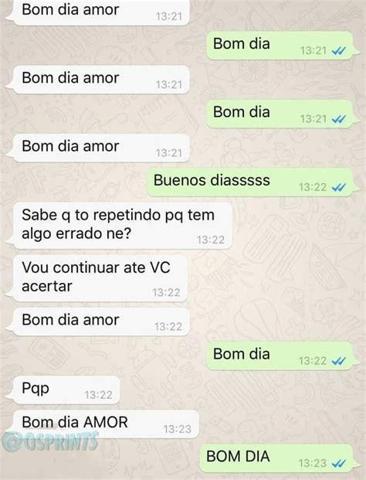 Bom dia amor
13:21
Bom dia 13:21
Bom dia amor
13:21
Bom dia 13:21
Bom dia amor
13:21
Buenos diasssss 13:22
Sabe q to repetindo pq tem
algo errado ne? 13:22
Vou continuar ate VC
acertar 13:22
Bom dia amor
13:22
Bom dia 13:22
Pqp 13:22
Bom dia AMOR 13:23
@OSPRINTS
BOM DIA 13:23